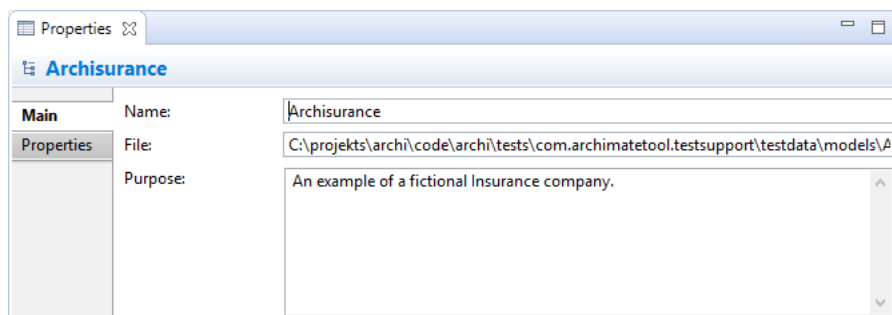 Properties
Archisurance
Main
Name:
Archisurance
Properties
File:
C:\projekts\archi\code\archi\tests\com.archimatetool.testsupport\testdata\models\A
Purpose:
An example of a fictional Insurance company.